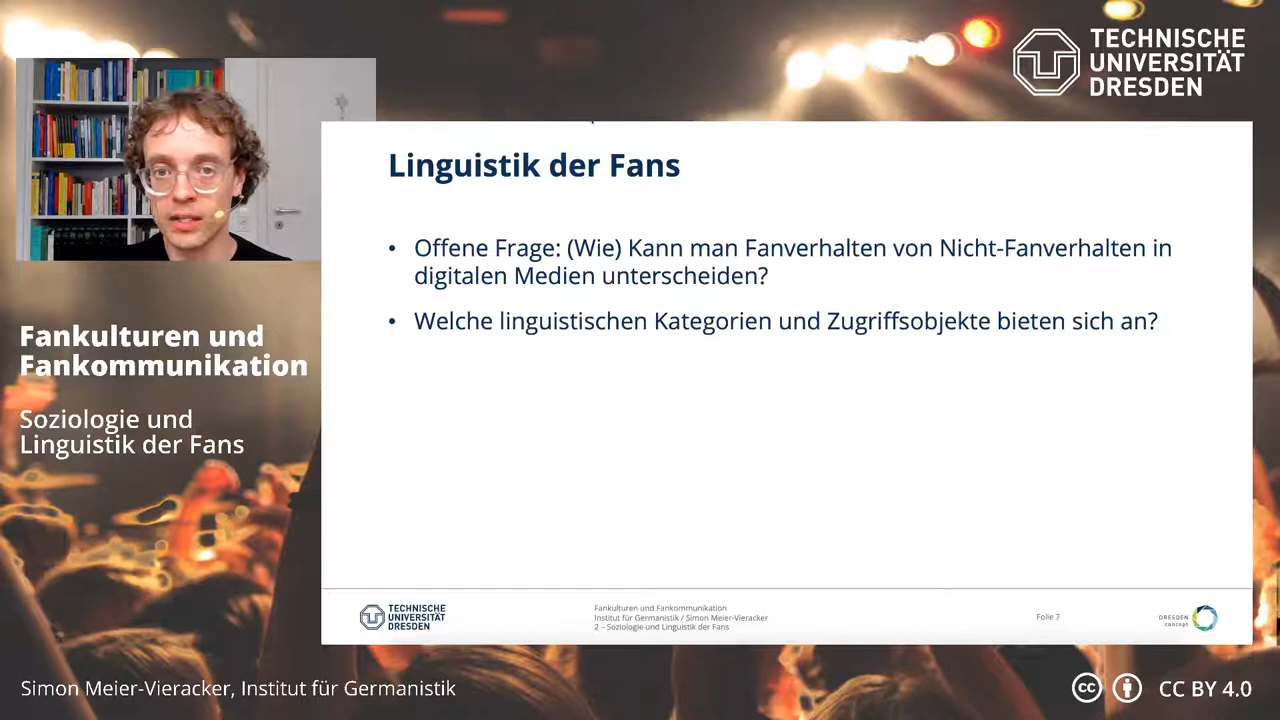 TECHNISCHE
UNIVERSITÄT
DRESDEN
Linguistik der Fans
• Offene Frage: (Wie) Kann man Fanverhalten von Nicht-Fanverhalten in
digitalen Medien unterscheiden?
• Welche linguistischen Kategorien und Zugriffsobjekte bieten sich an?
Fankulturen und
Fankommunikation
Soziologie und
Linguistik der Fans
TECHNISCHE
UNIVERSITÄT
DRESDEN
Fankulturen und Fankommunikation
Institut für Germanistik / Simon Meier-Vieracker
2 – Soziologie und Linguistik der Fans
Folie 7
DRESDEN
concept
Simon Meier-Vieracker, Institut für Germanistik
cc
CC BY 4.0